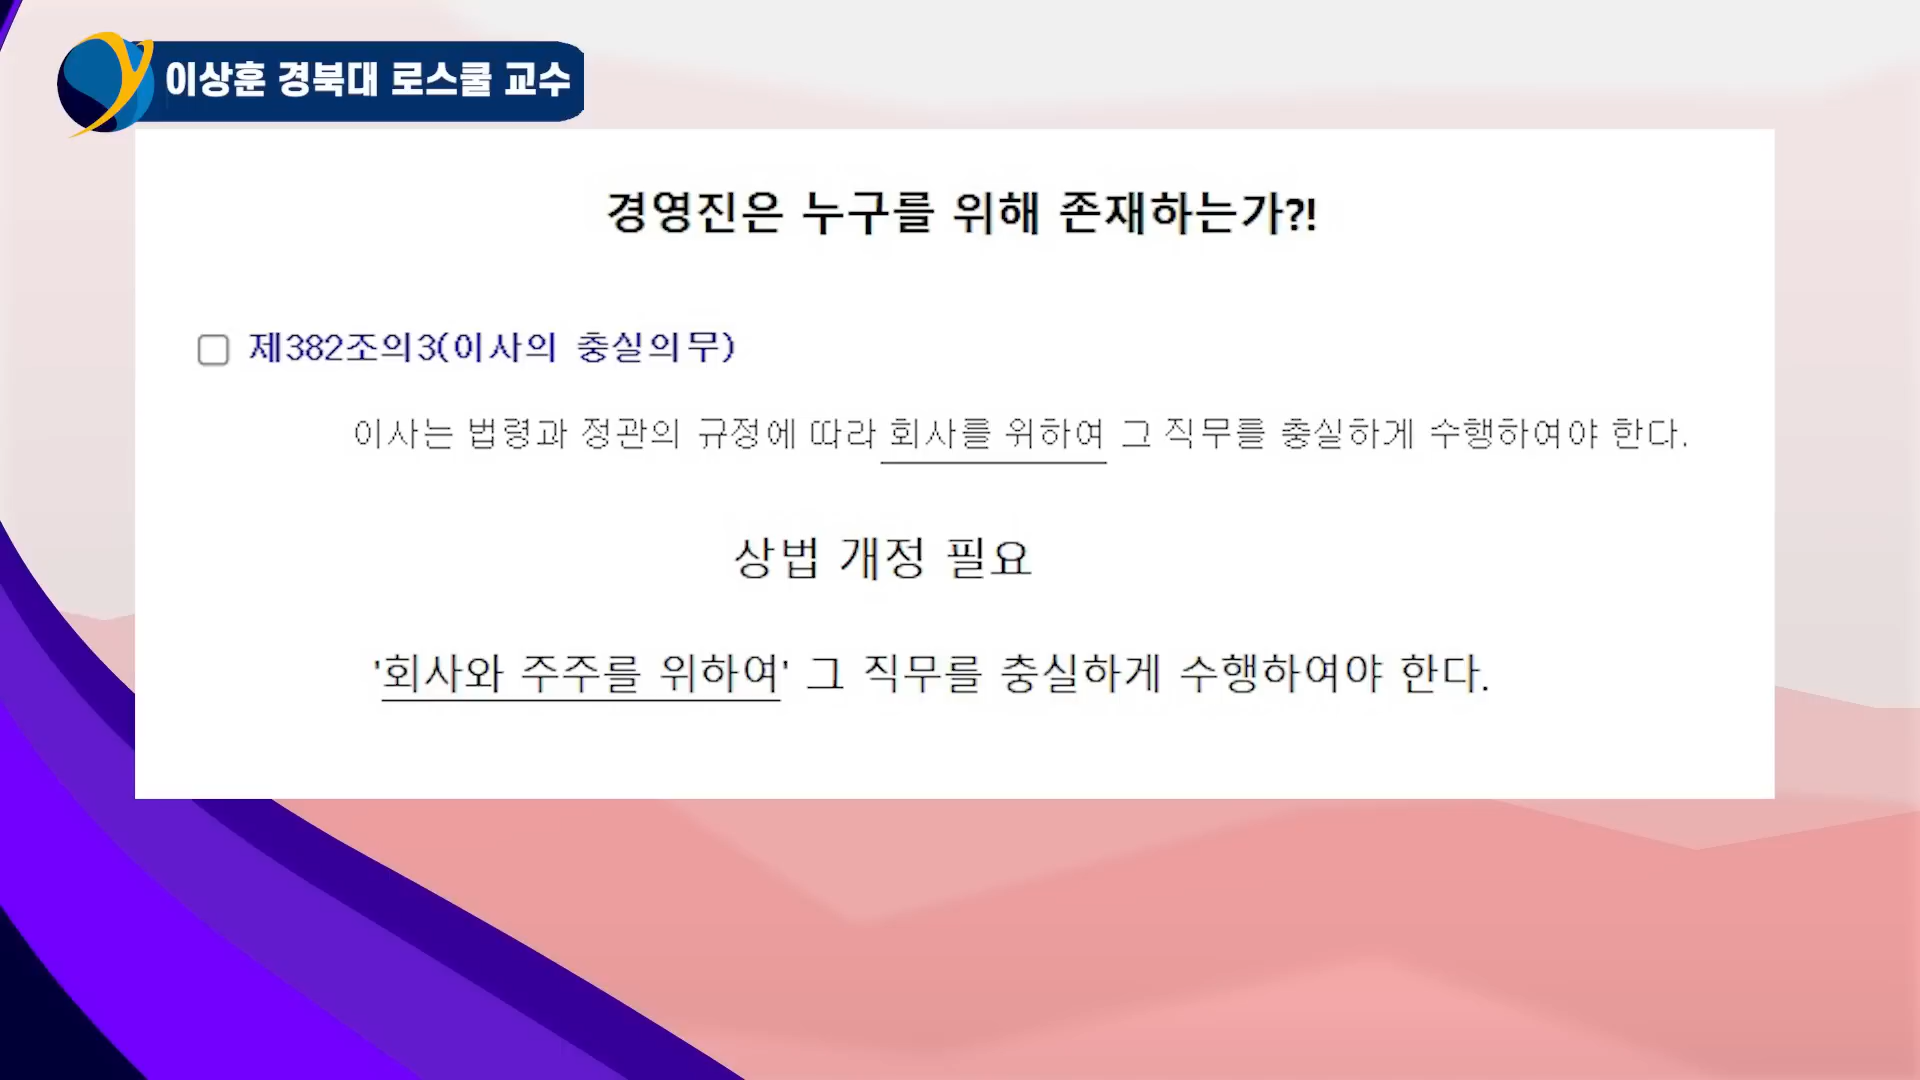 이상훈 경북대 로스쿨 교수
경영진은 누구를 위해 존재하는가?!
제382조의3(이사의 충실의무)
이사는 법령과 정관의 규정에 따라 회사를 위하여 그 직무를 충실하게 수행하여야 한다.
상법 개정 필요
'회사와 주주를 위하여' 그 직무를 충실하게 수행하여야 한다.